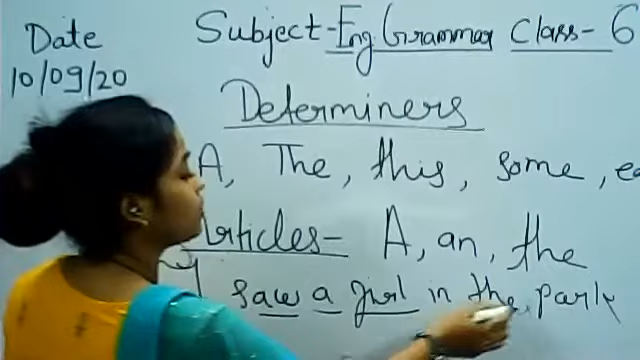 Date
10/09/20
Subject-Eng. Grammar Class-6
Determiners
A, The, this, some,
Articles- A, an, the
saw a girl in the park